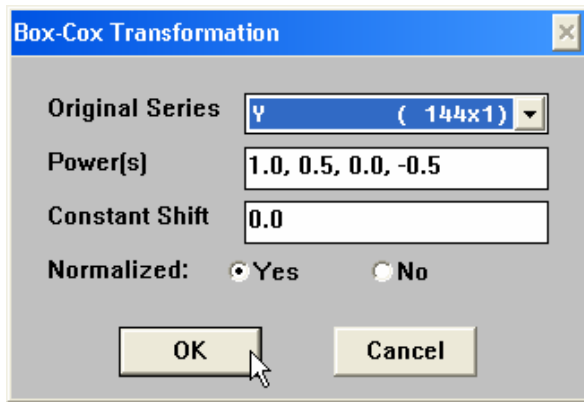 Box-Cox Transformation
Original Series Y ( 144x1)
Power(s) 1.0, 0.5, 0.0, -0.5
Constant Shift 0.0
Normalized: Yes No
OK Cancel